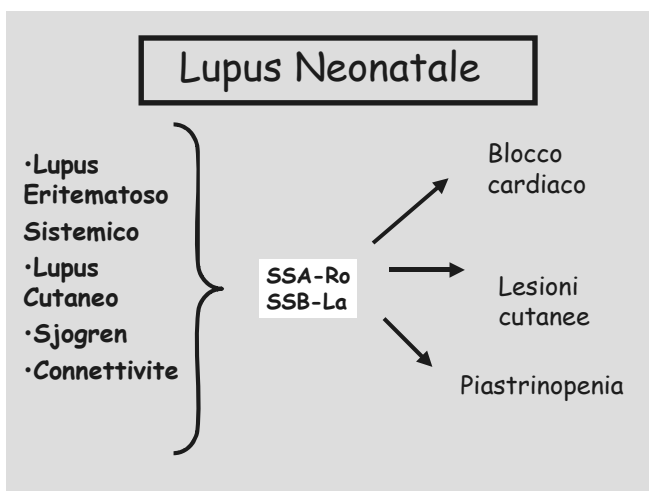 Lupus Neonatale
·Lupus
Eritematoso
Sistemico
·Lupus
Cutaneo
·Sjogren
·Connettivite
SSA-Ro
SSB-La
Blocco
cardiaco
Lesioni
cutanee
Piastrinopenia